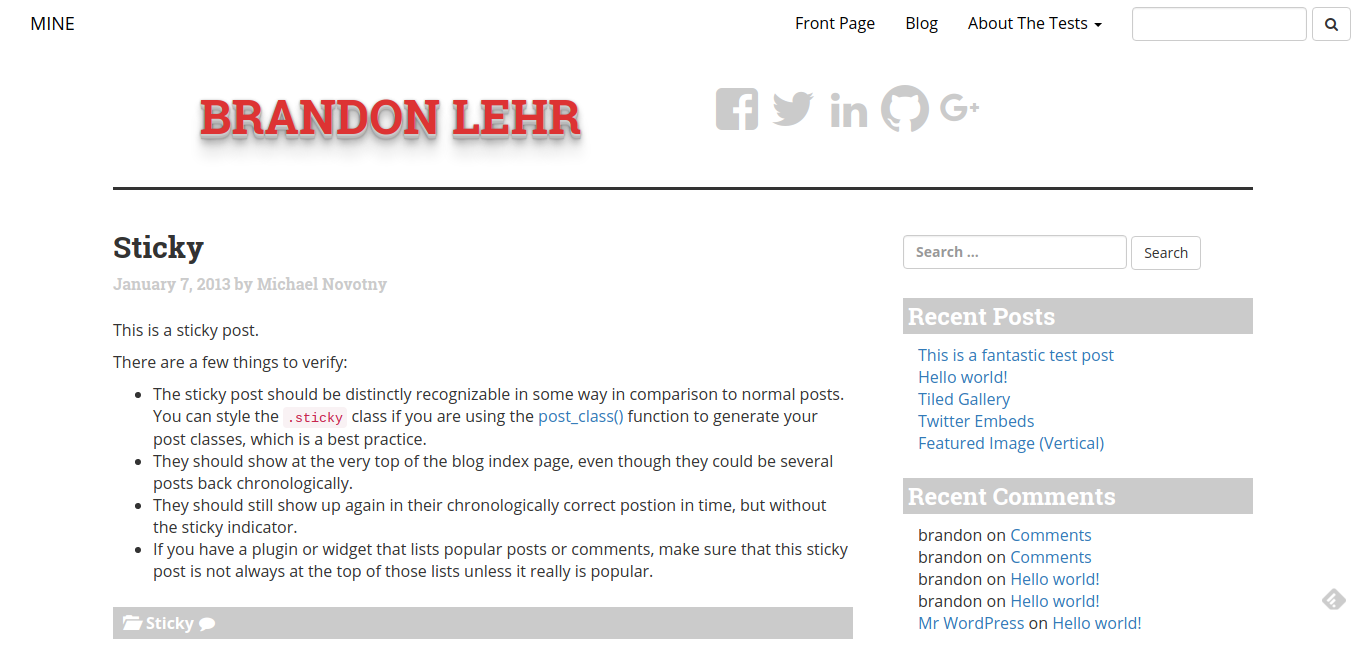 MINE
Front Page Blog About The Tests
BRANDON LEHR
Sticky
January 7, 2013 by Michael Novotny
This is a sticky post.
There are a few things to verify:
The sticky post should be distinctly recognizable in some way in comparison to normal posts.
You can style the .sticky class if you are using the post_class() function to generate your
post classes, which is a best practice.
They should show at the very top of the blog index page, even though they could be several
posts back chronologically.
They should still show up again in their chronologically correct postion in time, but without
the sticky indicator.
If you have a plugin or widget that lists popular posts or comments, make sure that this sticky
post is not always at the top of those lists unless it really is popular.
Sticky
Search ... Search
Recent Posts
This is a fantastic test post
Hello world!
Tiled Gallery
Twitter Embeds
Featured Image (Vertical)
Recent Comments
brandon on Comments
brandon on Comments
brandon on Hello world!
brandon on Hello world!
Mr WordPress on Hello world!